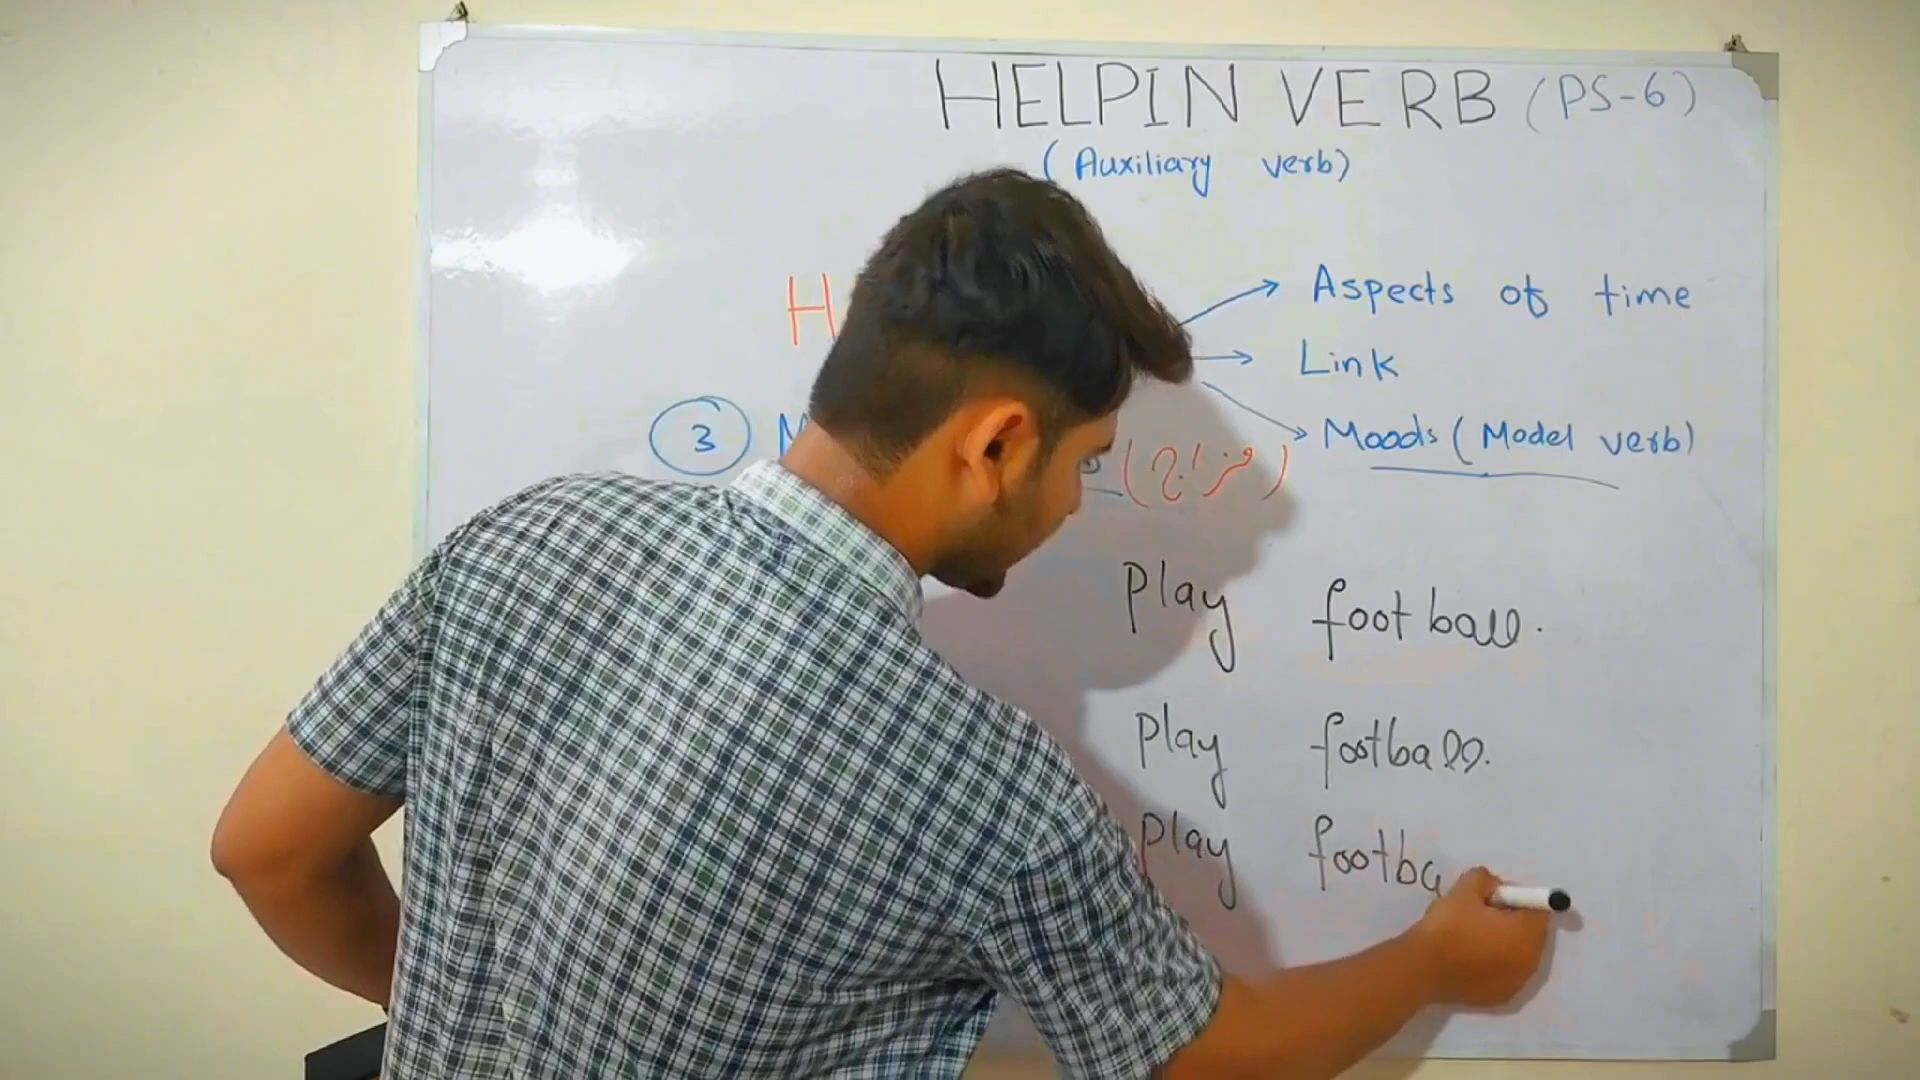 HELPIN VERB (PS-6)
(Auxiliary verb)
H
Aspects of time
Link
Moods (Model verb)
3 M
(مزاج)
play football.
play football.
play footba